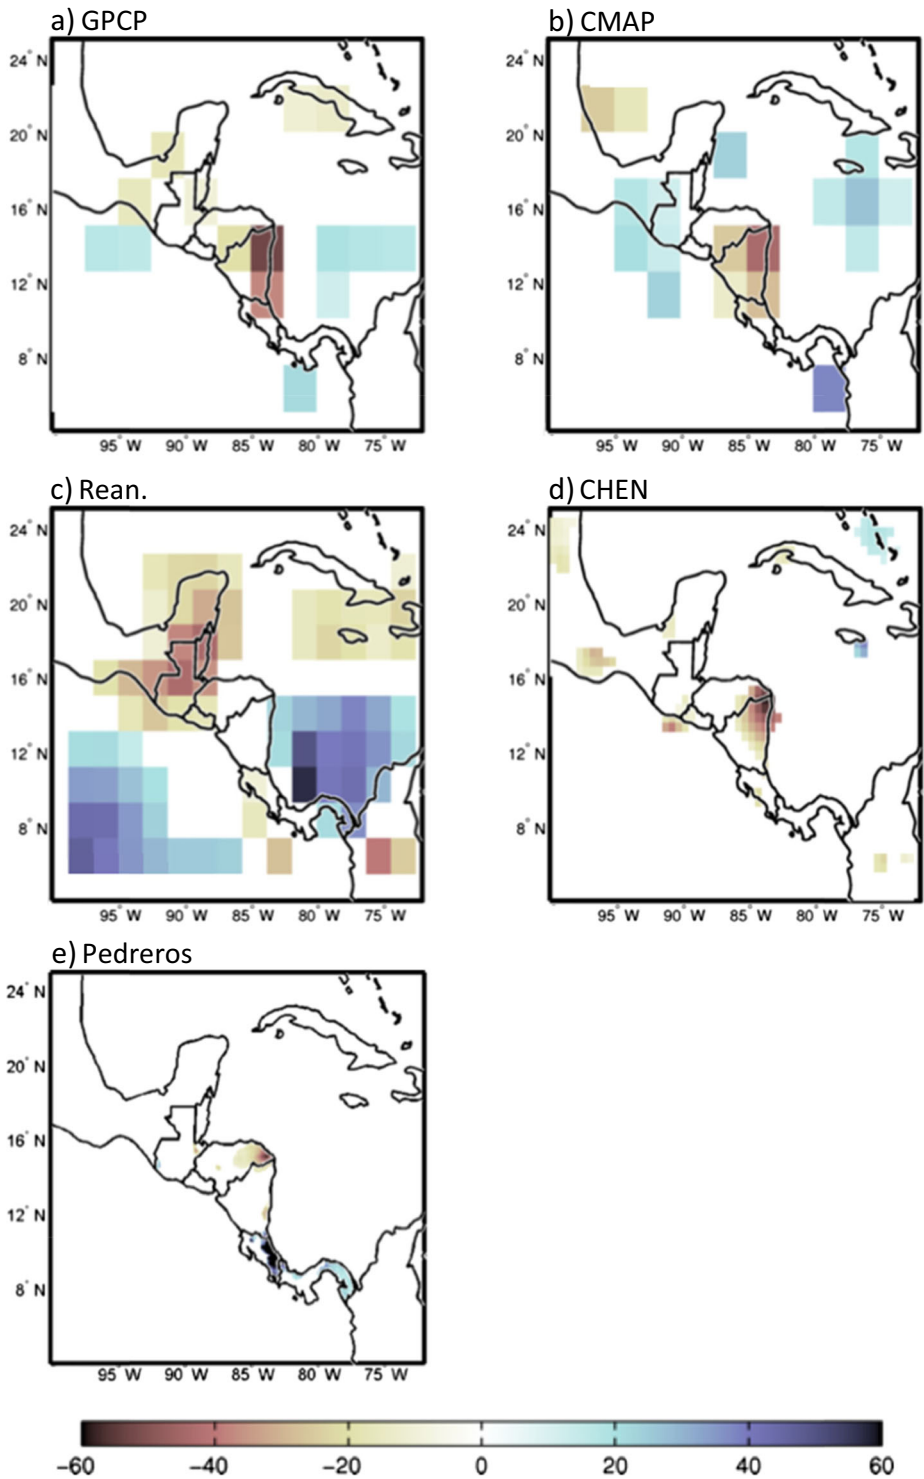 a) GPCP
b) CMAP
24° N
20° N
16° N
12° N
8° N
95° W 90° W 85° W 80° W 75° W
24° N
20° N
16° N
12° N
8° N
95° W 90° W 85° W 80° W 75° W
c) Rean.
d) CHEN
24° N
20° N
16° N
12° N
8° N
95° W 90° W 85° W 80° W 75° W
24° N
20° N
16° N
12° N
8° N
95° W 90° W 85° W 80° W 75° W
e) Pedreros
24° N
20° N
16° N
12° N
8° N
95° W 90° W 85° W 80° W 75° W
−60 −40 −20 0 20 40 60